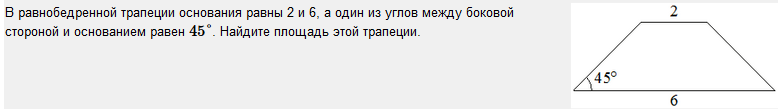 В равнобедренной трапеции основания равны 2 и 6, а один из углов между боковой
стороной и основанием равен 45°. Найдите площадь этой трапеции.
2
45°
6